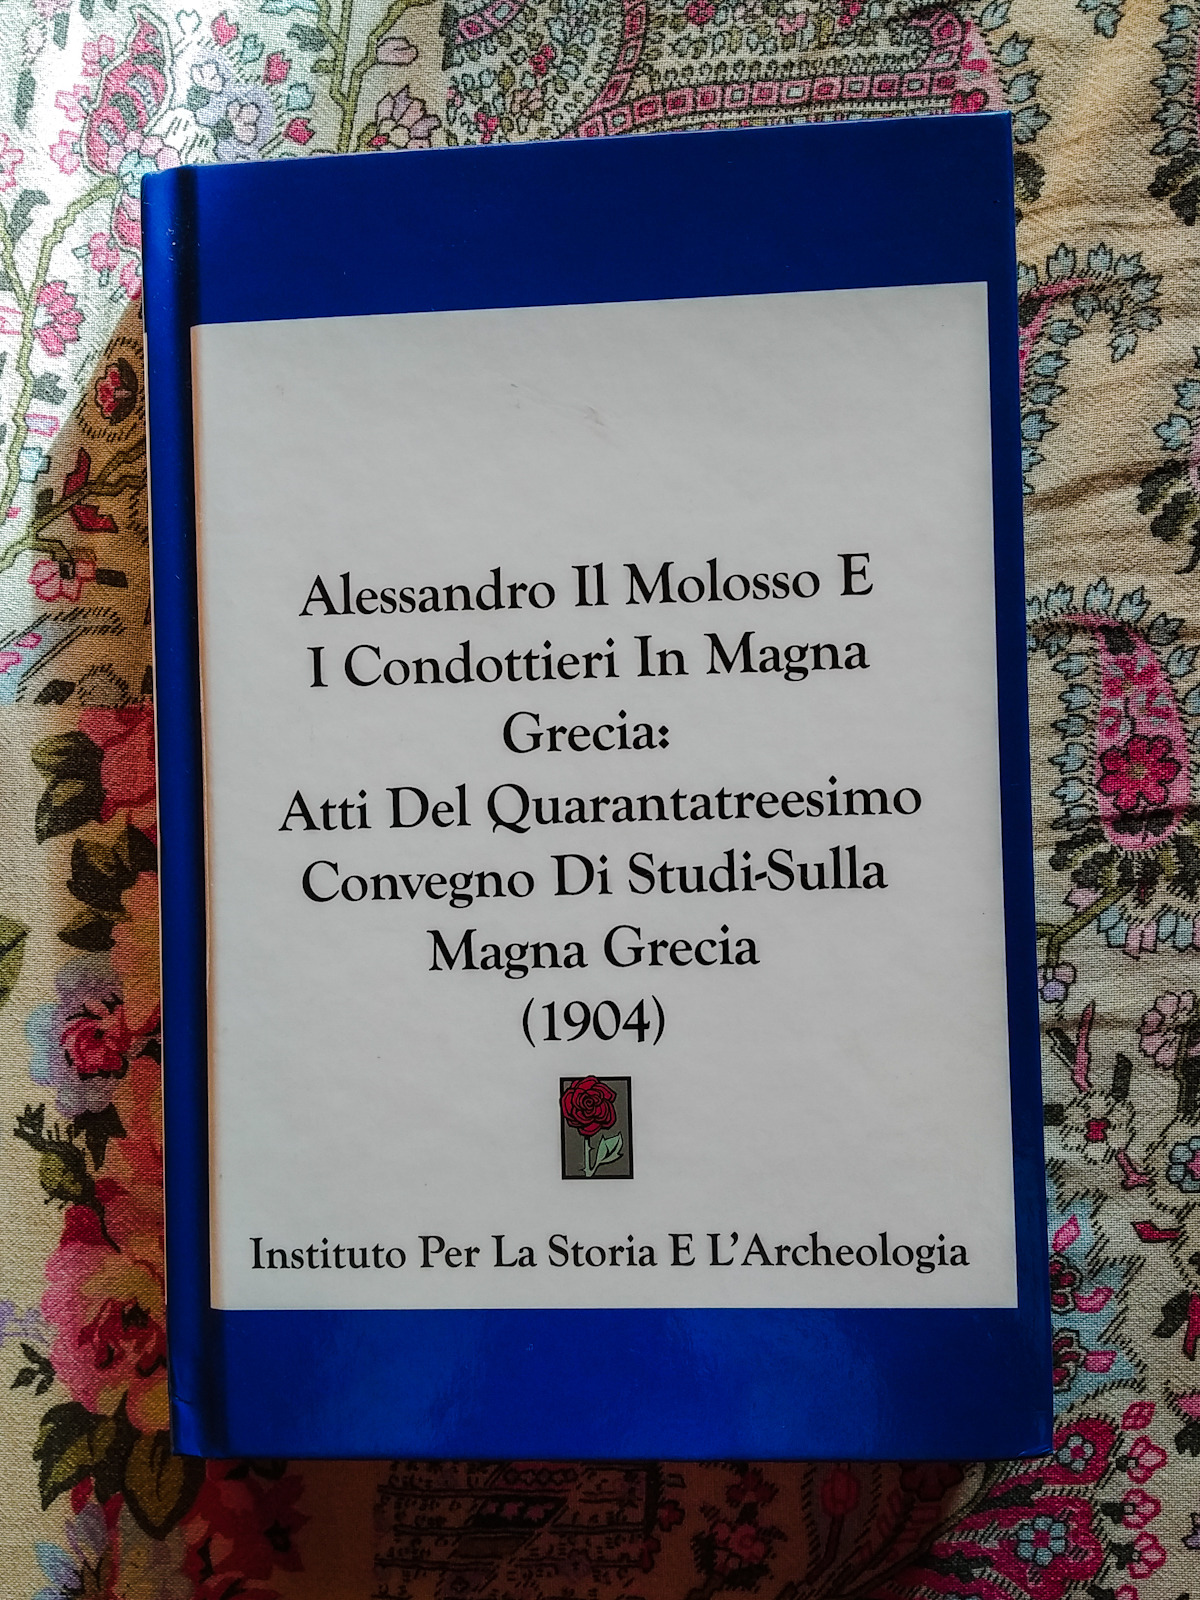 Alessandro Il Molosso E
I Condottieri In Magna
Grecia:
Atti Del Quarantatreesimo
Convegno Di Studi-Sulla
Magna Grecia
(1904)
Instituto Per La Storia E L'Archeologia